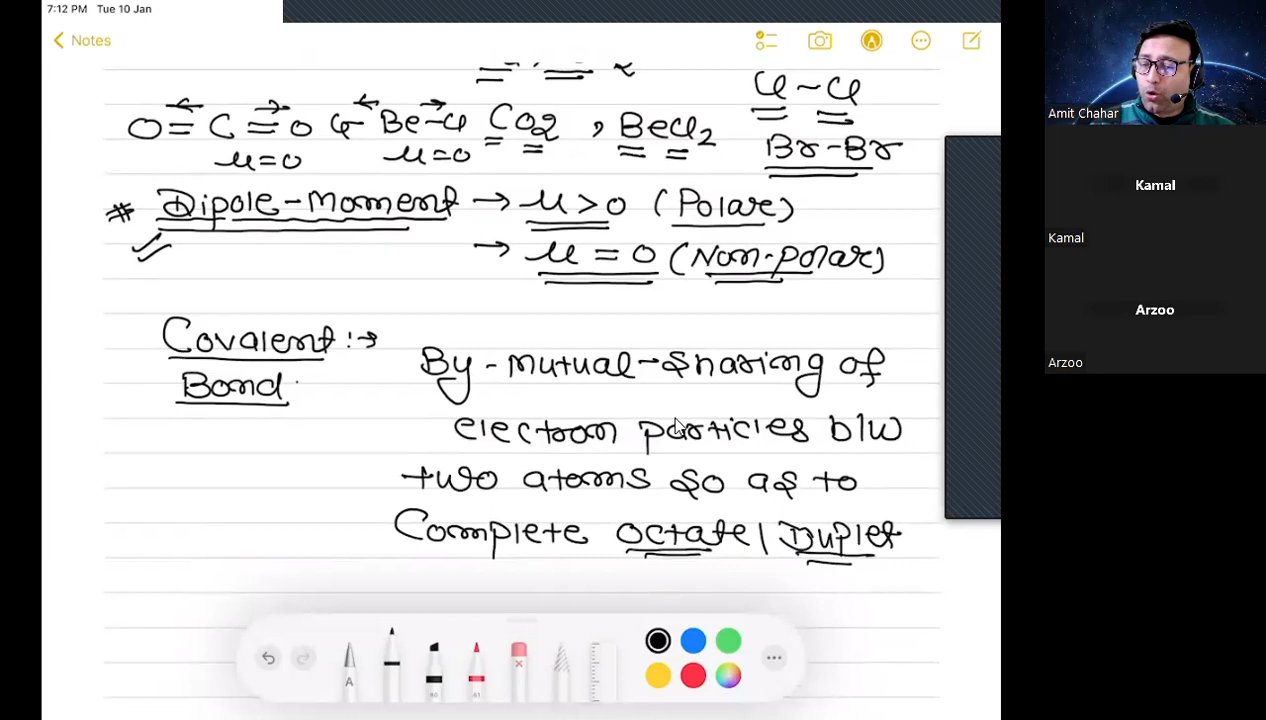 7:12 PM Tue 10 Jan
Notes
Cl - Cl
O = C = O Cl - Be - Cl CO2 , BeCl2
μ=0 μ=0 Br-Br
* Dipole-Moment → μ>0 (Polar)
→ μ = 0 (Non-polar)
Covalent :→
Bond
By-mutual-sharing of
electron particles b/w
two atoms so as to
Complete octate/Duplet
A
80
61
Amit Chahar
Kamal
Kamal
Arzoo
Arzoo